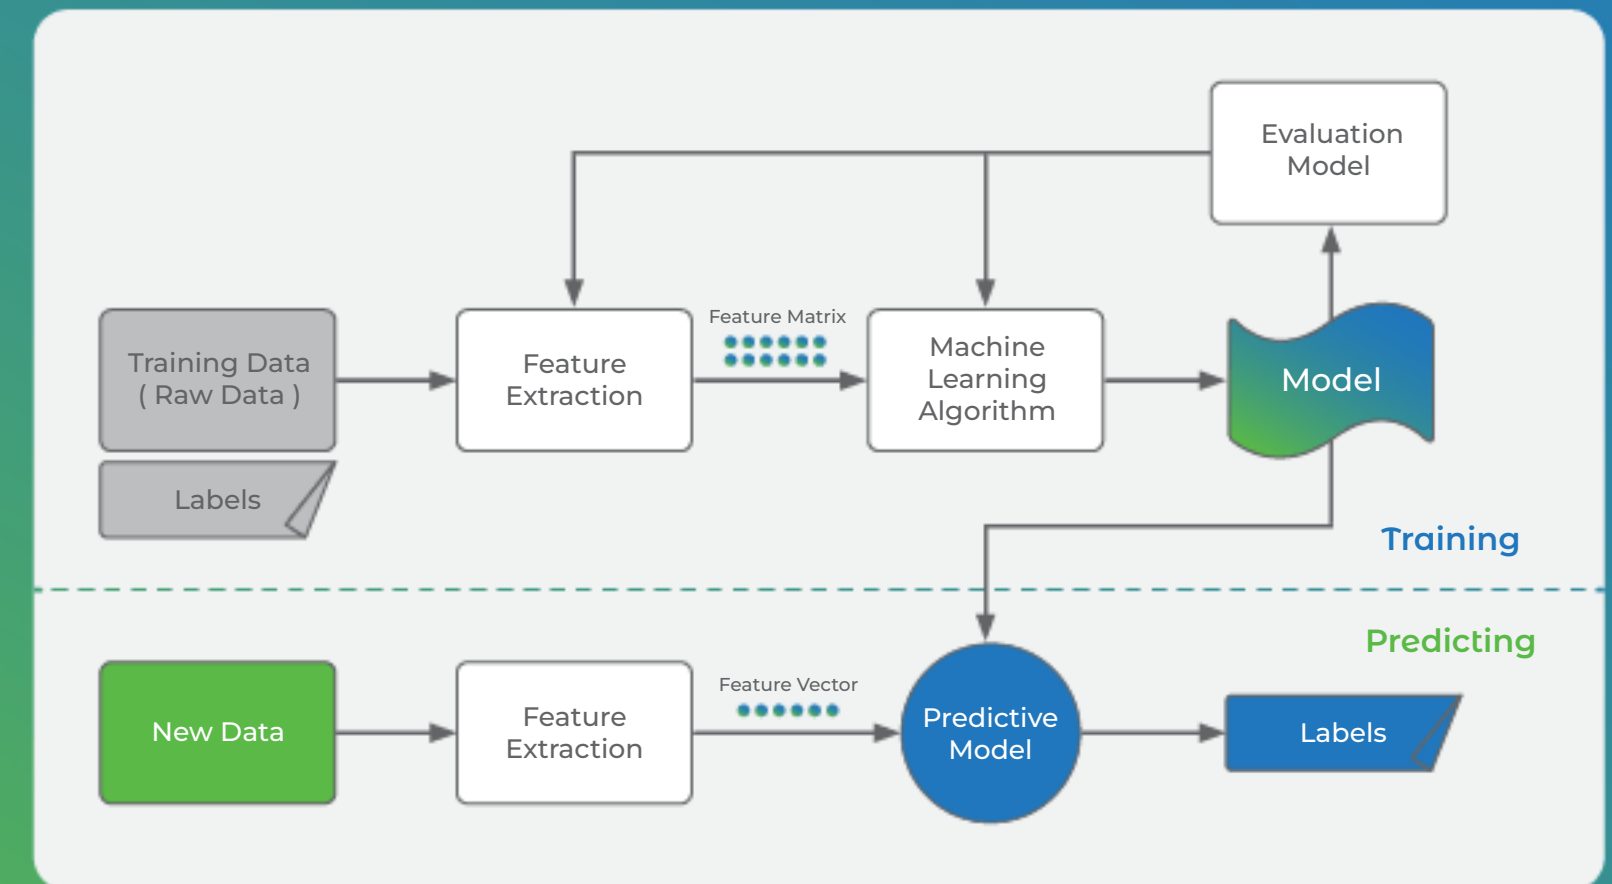 Evaluation
Model
Training Data
( Raw Data )
Labels
Feature
Extraction
Feature Matrix
Machine
Learning
Algorithm
Model
Training
Predicting
New Data
Feature
Extraction
Feature Vector
Predictive
Model
Labels